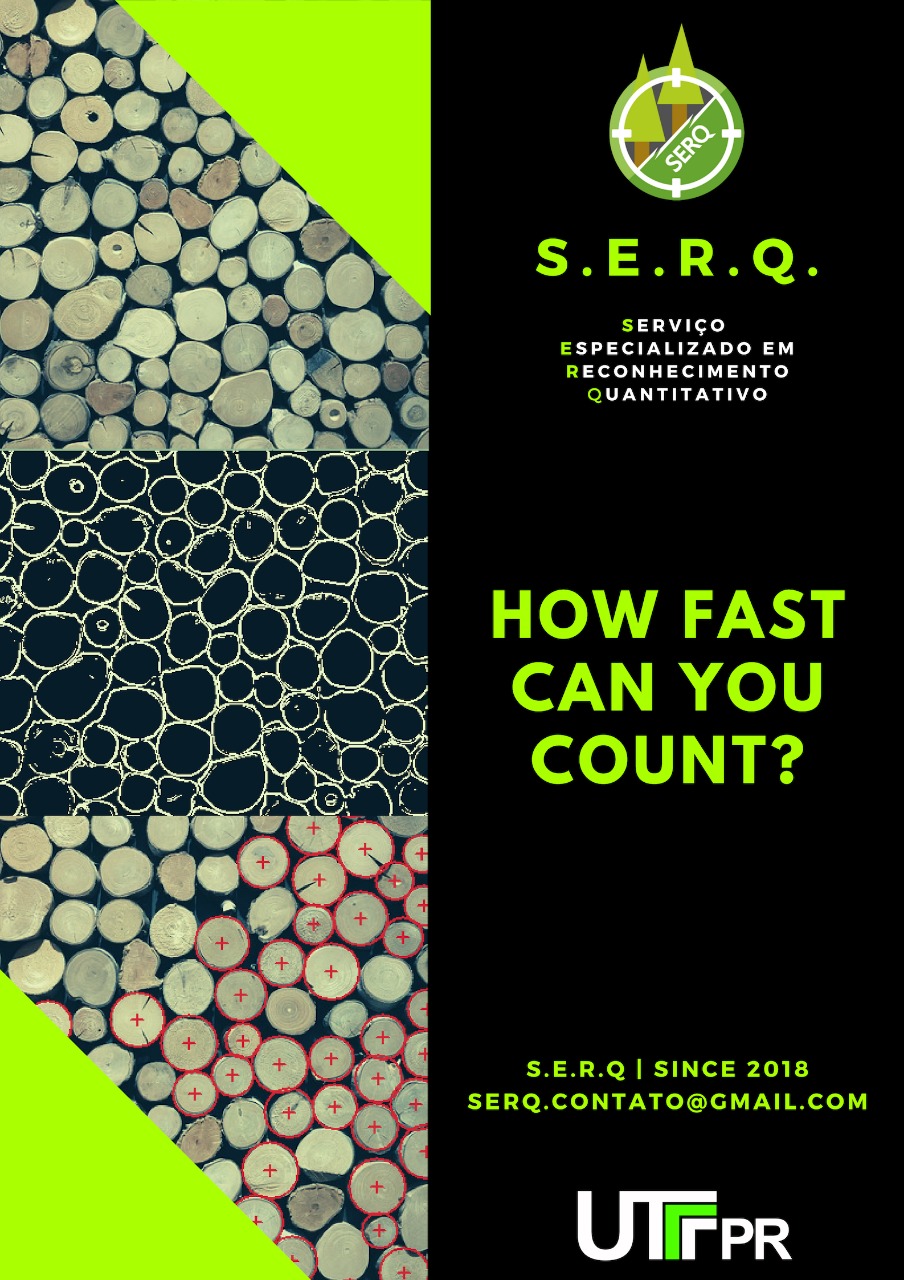 SERQ
S.E.R.Q.
SERVIÇO
ESPECIALIZADO EM
RECONHECIMENTO
QUANTITATIVO
HOW FAST
CAN YOU
COUNT?
S.E.R.Q | SINCE 2018
SERQ.CONTATO@GMAIL.COM
UTFPR